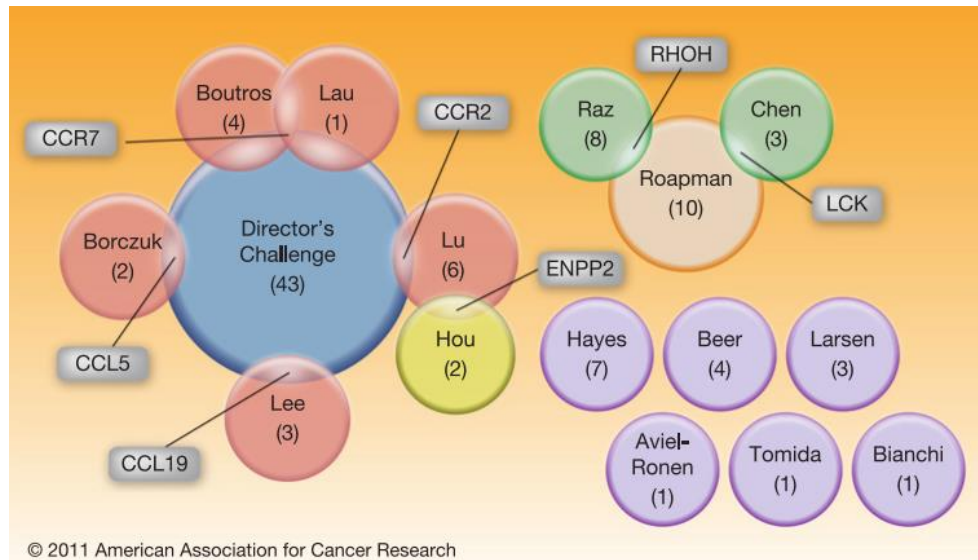 RHOH
Boutros
(4)
Lau
(1)
CCR2
CCR7
Raz
(8)
Chen
(3)
Roapman
(10)
LCK
Director's
Challenge
(43)
Borczuk
(2)
Lu
(6)
ENPP2
CCL5
Hou
(2)
Hayes
(7)
Beer
(4)
Larsen
(3)
Lee
(3)
CCL19
Aviel-
Ronen
(1)
Tomida
(1)
Bianchi
(1)
© 2011 American Association for Cancer Research